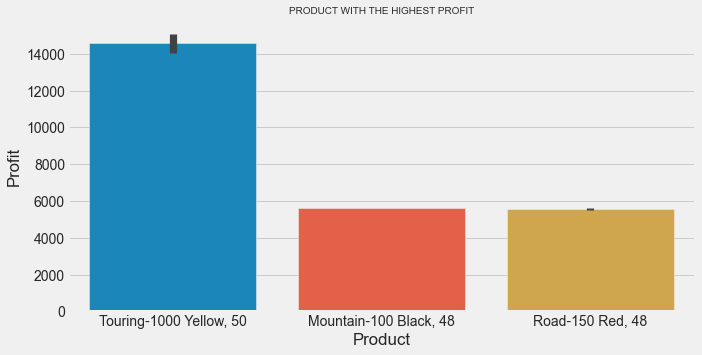 PRODUCT WITH THE HIGHEST PROFIT
14000
12000
10000
8000
6000
4000
2000
0
Profit
Touring-1000 Yellow, 50
Mountain-100 Black, 48
Road-150 Red, 48
Product